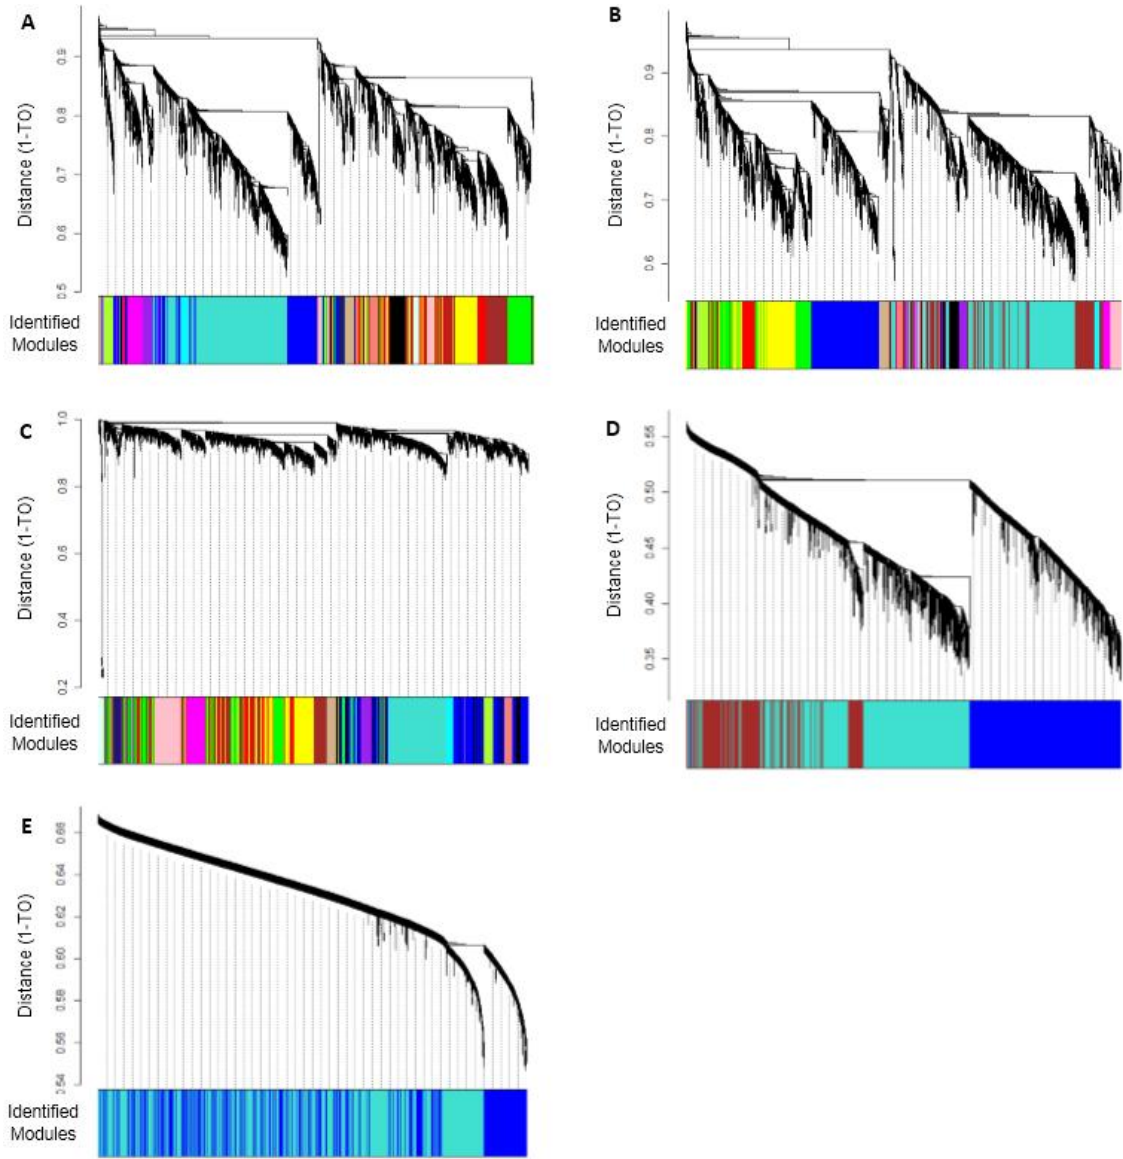 A
Distance (1-TO)
0.9
0.8
0.7
0.6
0.5
Identified
Modules
B
Distance (1-TO)
0.9
0.8
0.7
0.6
Identified
Modules
C
Distance (1-TO)
1.0
0.8
0.6
0.4
0.2
Identified
Modules
D
Distance (1-TO)
0.55
0.50
0.45
0.40
0.35
Identified
Modules
E
Distance (1-TO)
0.66
0.64
0.62
0.60
0.58
0.56
0.54
Identified
Modules